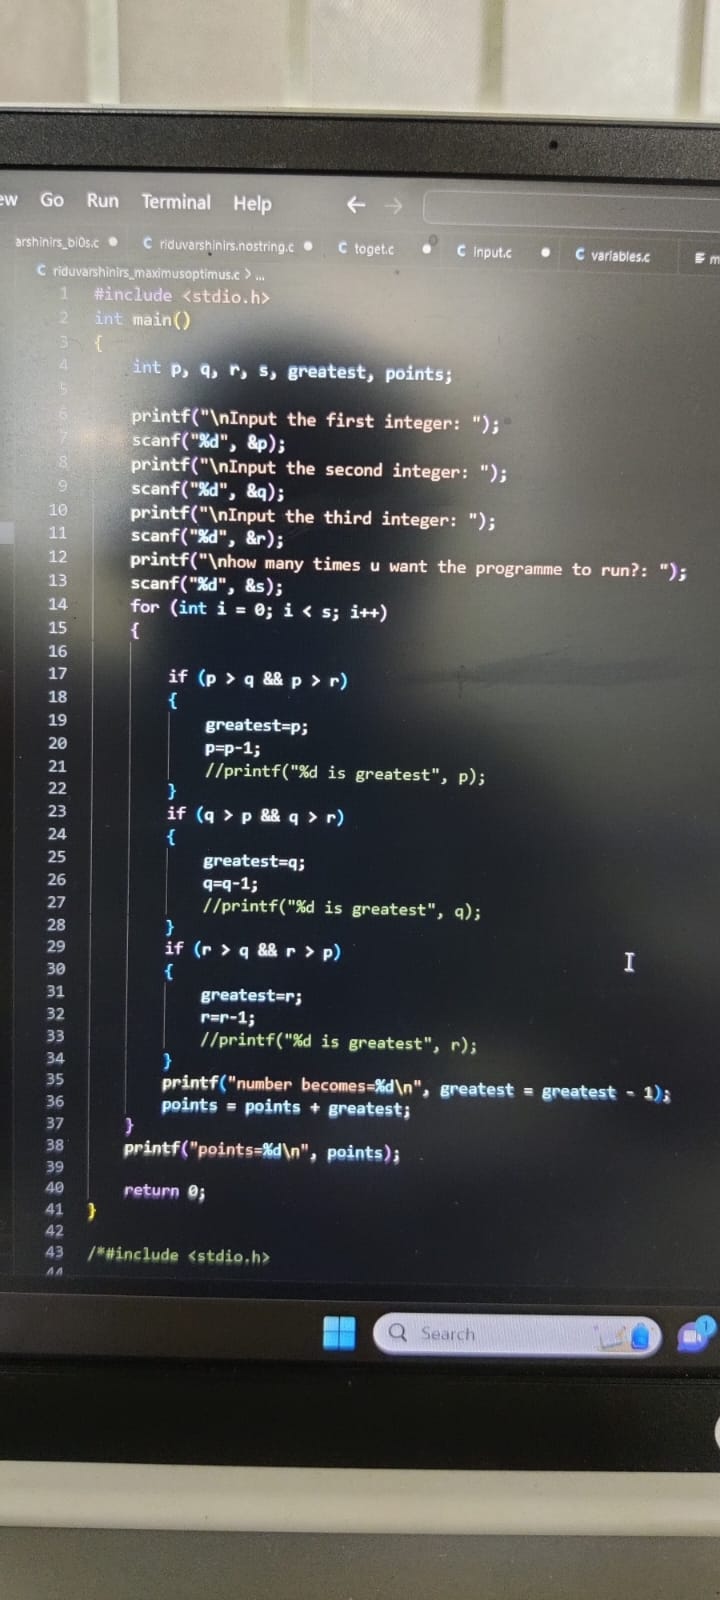 ew Go Run Terminal Help
arshinirs_bi0s.c riduvarshinirs.nostring.c toget.c input.c variables.c m
riduvarshinirs_maximusoptimus.c > ...
1 #include <stdio.h>
2 int main()
3 {
4 int p, q, r, s, greatest, points;
5
6 printf("\nInput the first integer: ");
7 scanf("%d", &p);
8 printf("\nInput the second integer: ");
9 scanf("%d", &q);
10 printf("\nInput the third integer: ");
11 scanf("%d", &r);
12 printf("\nhow many times u want the programme to run?: ");
13 scanf("%d", &s);
14 for (int i = 0; i < s; i++)
15 {
16
17 if (p > q && p > r)
18 {
19 greatest=p;
20 p=p-1;
21 //printf("%d is greatest", p);
22 }
23 if (q > p && q > r)
24 {
25 greatest=q;
26 q=q-1;
27 //printf("%d is greatest", q);
28 }
29 if (r > q && r > p)
30 {
31 greatest=r;
32 r=r-1;
33 //printf("%d is greatest", r);
34 }
35 printf("number becomes=%d\n", greatest = greatest - 1);
36 points = points + greatest;
37 }
38 printf("points=%d\n", points);
39
40 return 0;
41 }
42
43 /*#include <stdio.h>
44
Search
1